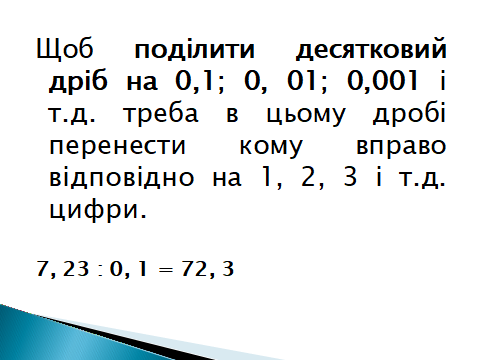 Щоб поділити десятковий
дріб на 0,1; 0, 01; 0,001 і
т.д. треба в цьому дробі
перенести кому вправо
відповідно на 1, 2, 3 і т.д.
цифри.
7, 23 : 0, 1 = 72, 3